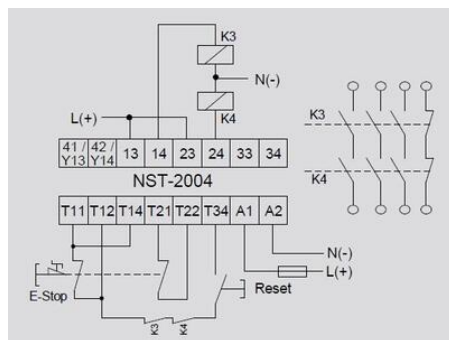 K3
N(-)
K4
L(+)
41 / Y13
42 / Y14
13
14
23
24
33
34
NST-2004
T11
T12
T14
T21
T22
T34
A1
A2
N(-)
L(+)
E-Stop
Reset
K3
K4
K3
K4